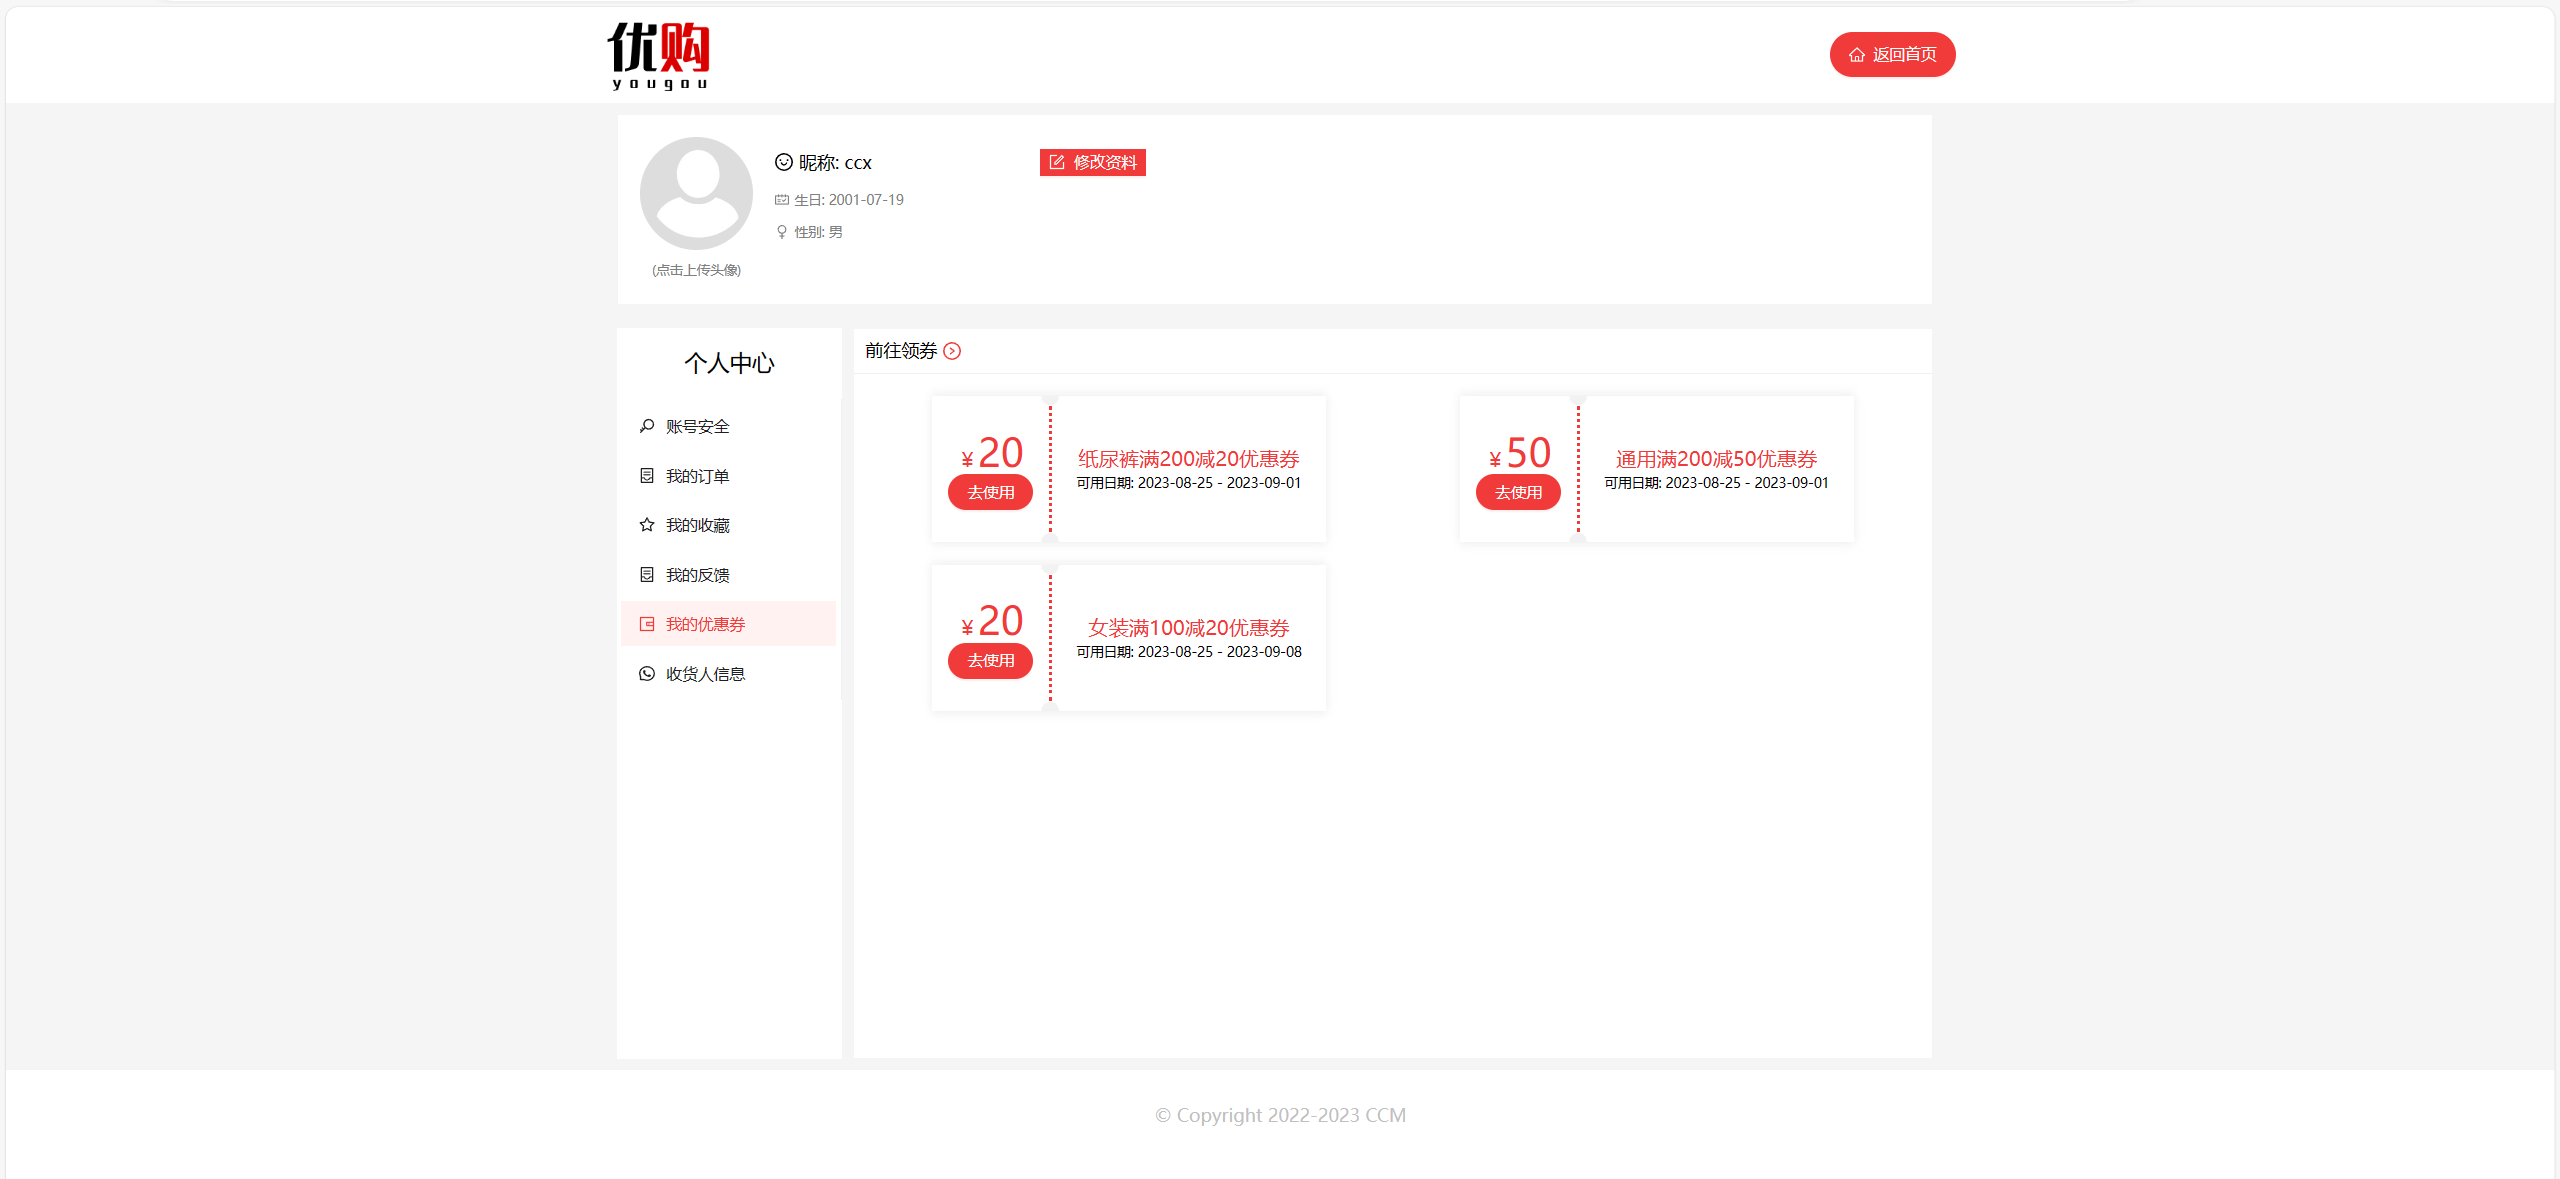 优购
yougou
返回首页
昵称: ccx
修改资料
生日: 2001-07-19
性别: 男
(点击上传头像)
个人中心
账号安全
我的订单
我的收藏
我的反馈
我的优惠券
收货人信息
前往领券
¥20
去使用
纸尿裤满200减20优惠券
可用日期: 2023-08-25 - 2023-09-01
¥50
去使用
通用满200减50优惠券
可用日期: 2023-08-25 - 2023-09-01
¥20
去使用
女装满100减20优惠券
可用日期: 2023-08-25 - 2023-09-08
© Copyright 2022-2023 CCM